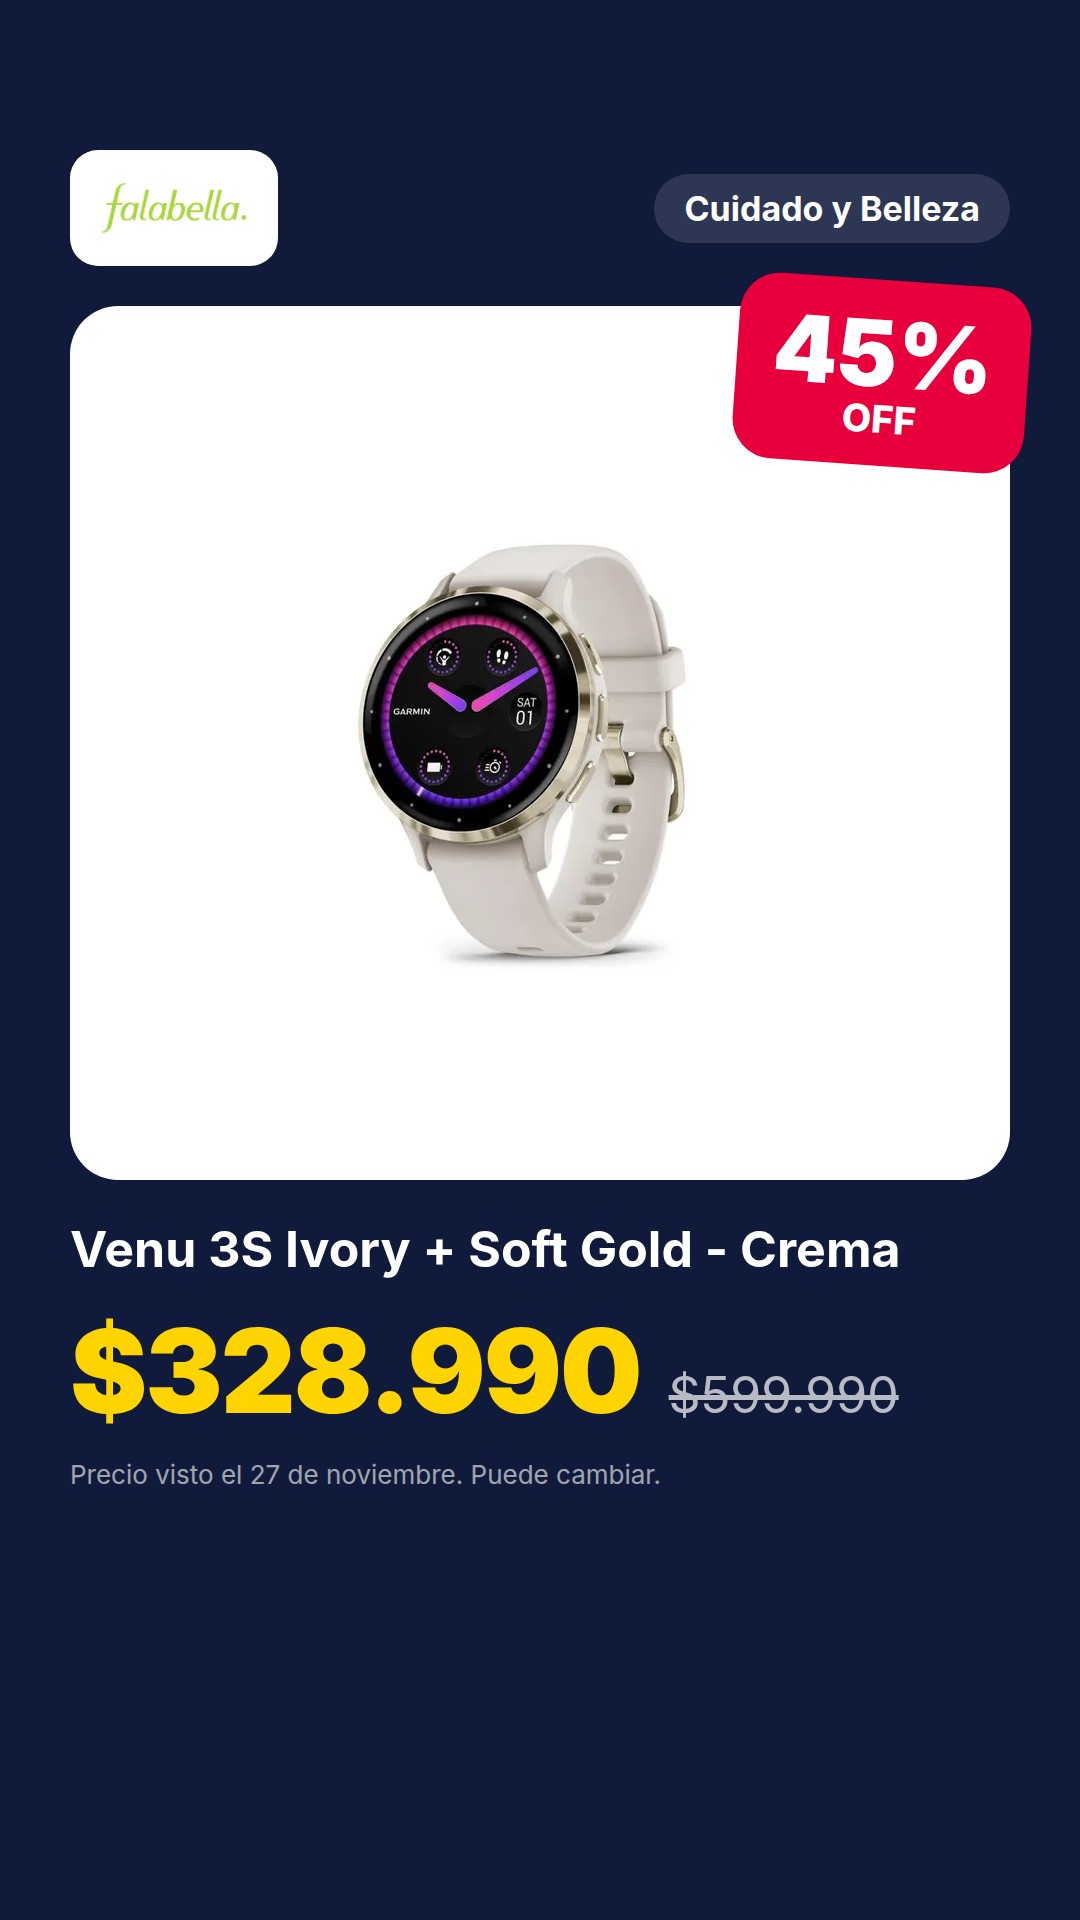 falabella.
Cuidado y Belleza
45%
OFF
GARMIN
SAT
01
Venu 3S Ivory + Soft Gold - Crema
$328.990 $599.990
Precio visto el 27 de noviembre. Puede cambiar.